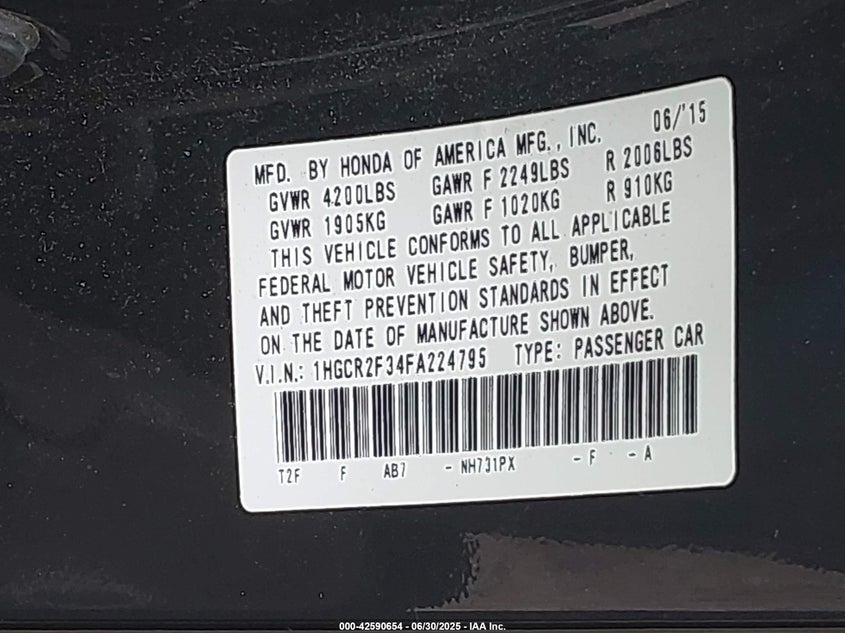 MFD. BY HONDA OF AMERICA MFG., INC. 06/'15
GVWR 4200LBS GAWR F 2249LBS R 2006LBS
GVWR 1905KG GAWR F 1020KG R 910KG
THIS VEHICLE CONFORMS TO ALL APPLICABLE
FEDERAL MOTOR VEHICLE SAFETY, BUMPER,
AND THEFT PREVENTION STANDARDS IN EFFECT
ON THE DATE OF MANUFACTURE SHOWN ABOVE.
V.I.N.: 1HGCR2F34FA224795 TYPE: PASSENGER CAR
T2F F AB7 - NH731PX - F - A
000-42590654 - 06/30/2025 - IAA Inc.